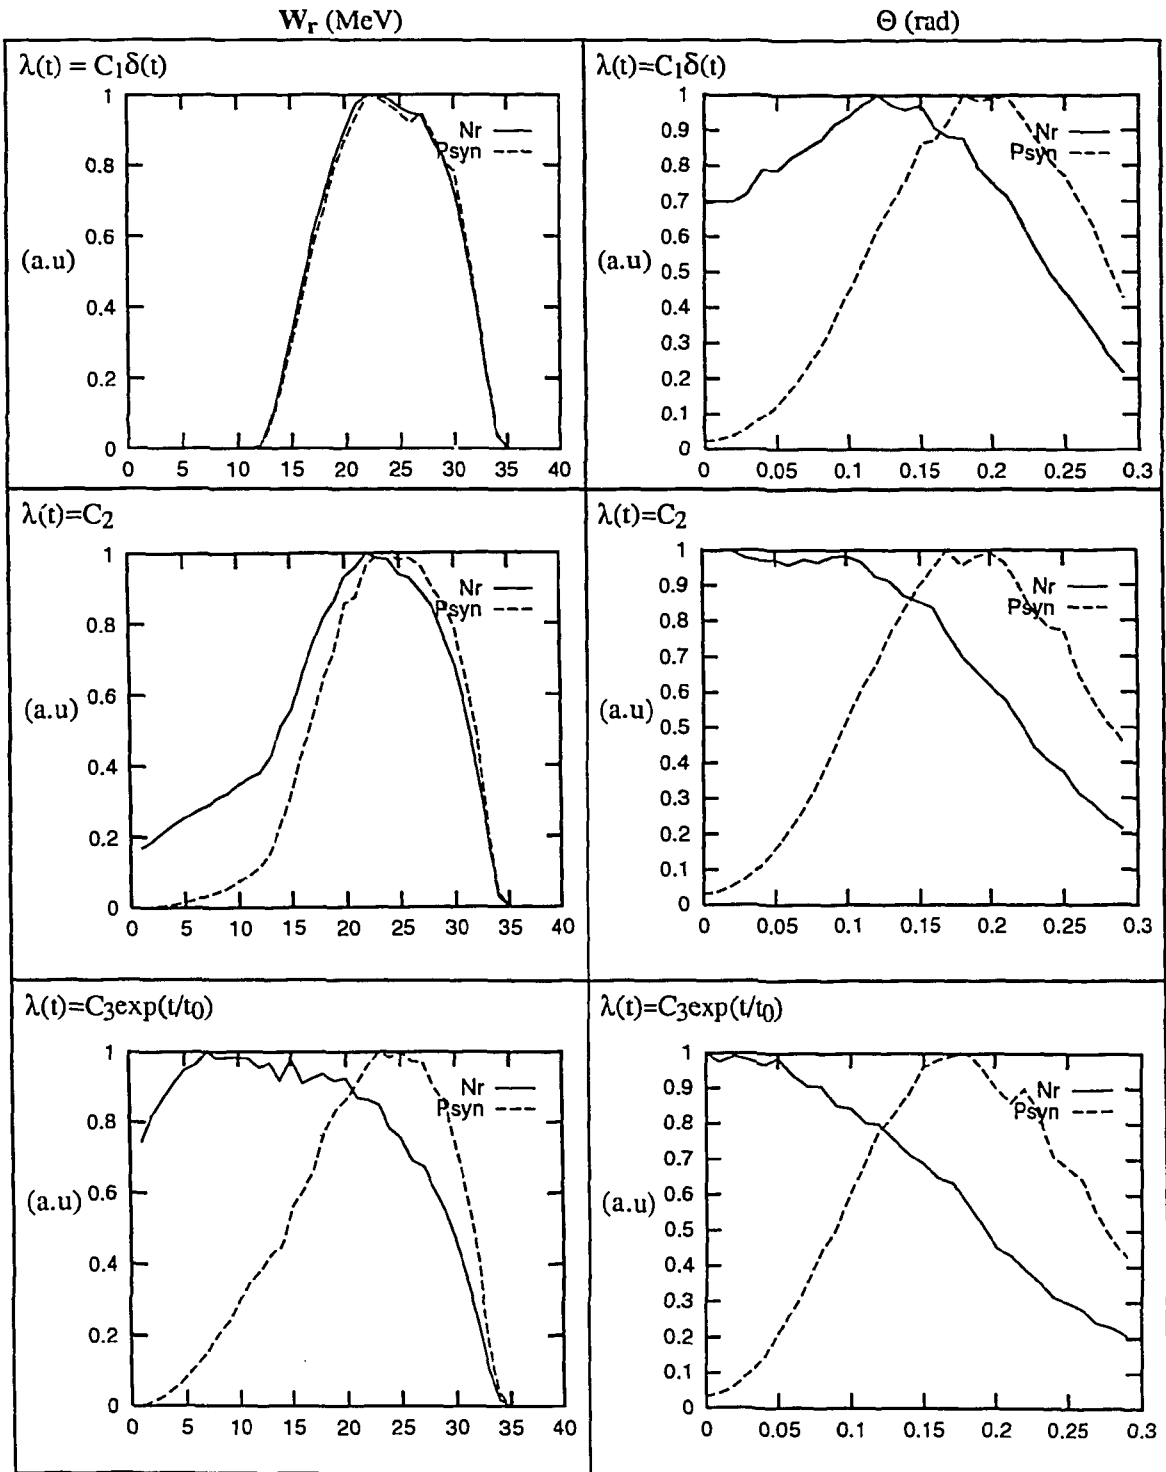 W_r (MeV)
Θ (rad)
λ(t) = C₁δ(t)
1
0.8
0.6
(a.u)
0.4
0.2
0
Nr
Psyn
0 5 10 15 20 25 30 35 40
λ(t)=C₁δ(t)
1
0.9
0.8
0.7
0.6
(a.u)
0.5
0.4
0.3
0.2
0.1
0
Nr
Psyn
0 0.05 0.1 0.15 0.2 0.25 0.3
λ(t)=C₂
1
0.8
0.6
(a.u)
0.4
0.2
0
Nr
Psyn
0 5 10 15 20 25 30 35 40
λ(t)=C₂
1
0.9
0.8
0.7
0.6
(a.u)
0.5
0.4
0.3
0.2
0.1
0
Nr
Psyn
0 0.05 0.1 0.15 0.2 0.25 0.3
λ(t)=C₃exp(t/t₀)
1
0.8
0.6
(a.u)
0.4
0.2
0
Nr
Psyn
0 5 10 15 20 25 30 35 40
λ(t)=C₃exp(t/t₀)
1
0.9
0.8
0.7
0.6
(a.u)
0.5
0.4
0.3
0.2
0.1
0
Nr
Psyn
0 0.05 0.1 0.15 0.2 0.25 0.3